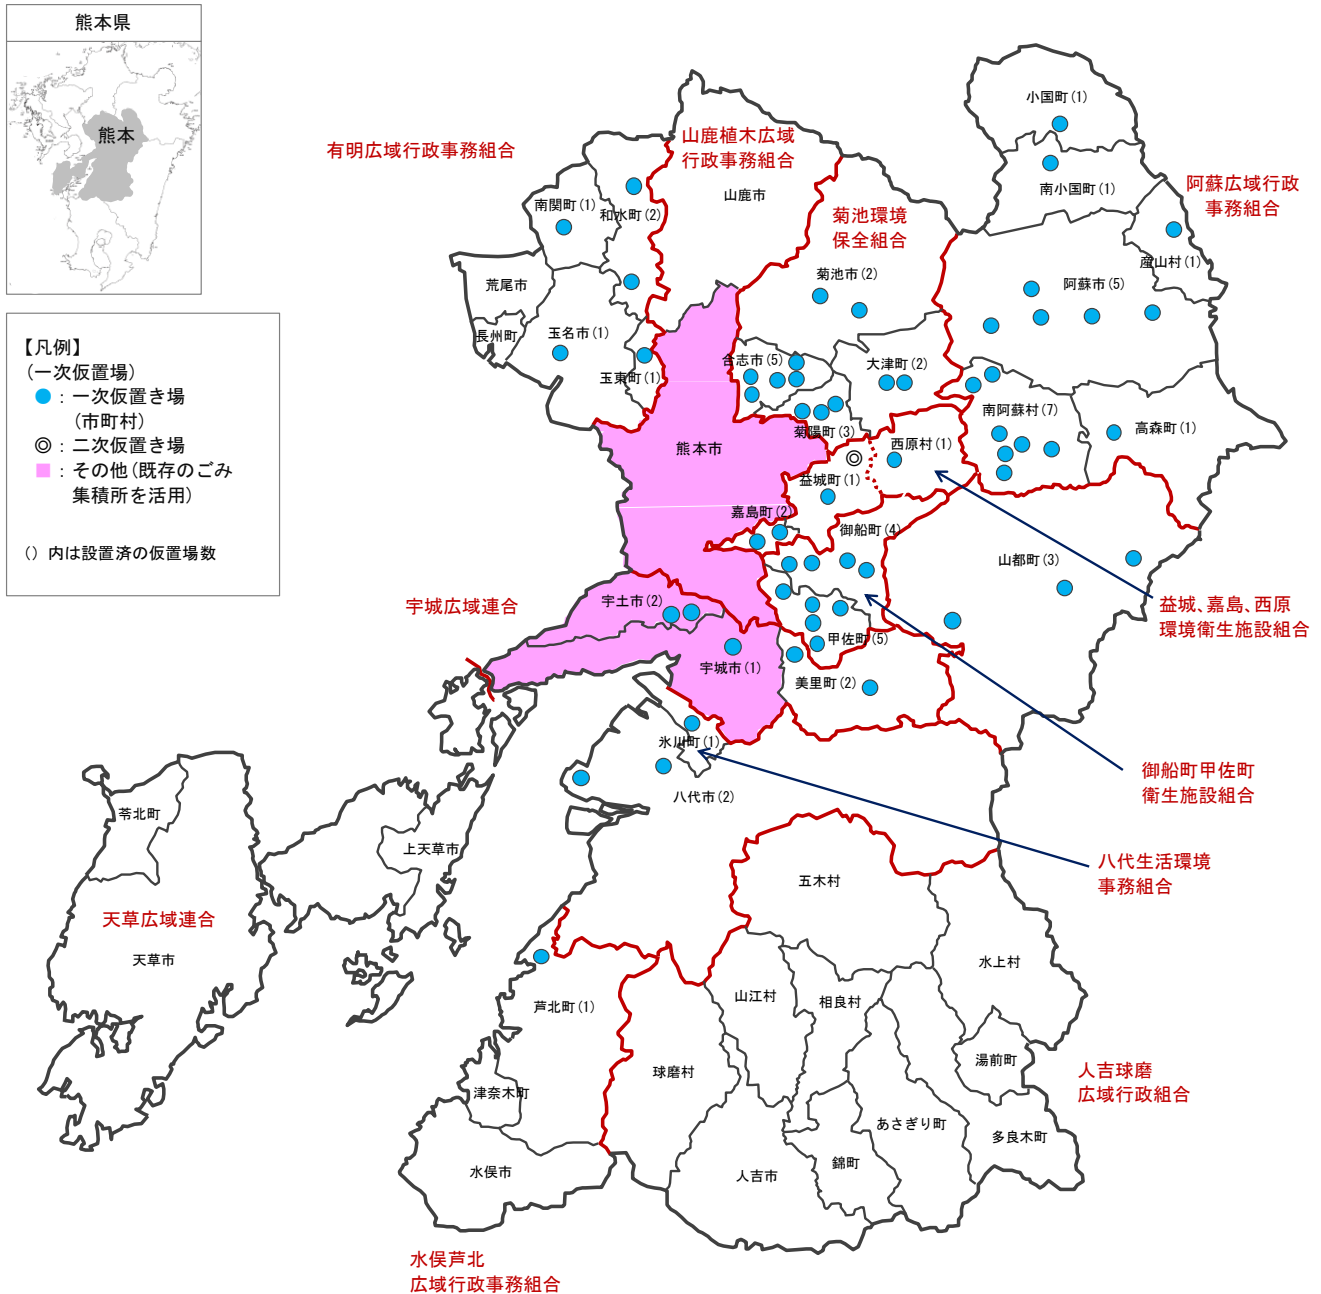 熊本県
熊本
【凡例】
(一次仮置場)
：一次仮置き場
(市町村)
：二次仮置き場
：その他(既存のごみ
集積所を活用)
() 内は設置済の仮置場数
有明広域行政事務組合
山鹿植木広域
行政事務組合
菊池環境
保全組合
阿蘇広域行政
事務組合
小国町(1)
南小国町(1)
産山村(1)
阿蘇市(5)
山鹿市
南関町(1)
和水町(2)
菊池市(2)
荒尾市
長州町
玉名市(1)
玉東町(1)
合志市(5)
大津町(2)
菊陽町(3)
南阿蘇村(7)
高森町(1)
熊本市
西原村(1)
益城町(1)
嘉島町(2)
御船町(4)
山都町(3)
宇城広域連合
宇土市(2)
益城、嘉島、西原
環境衛生施設組合
甲佐町(5)
宇城市(1)
美里町(2)
氷川町(1)
八代市(2)
御船町甲佐町
衛生施設組合
苓北町
上天草市
八代生活環境
事務組合
五木村
天草広域連合
天草市
水上村
山江村
相良村
芦北町(1)
湯前町
球磨村
人吉球磨
広域行政組合
津奈木町
あさぎり町
多良木町
水俣市
人吉市
錦町
水俣芦北
広域行政事務組合